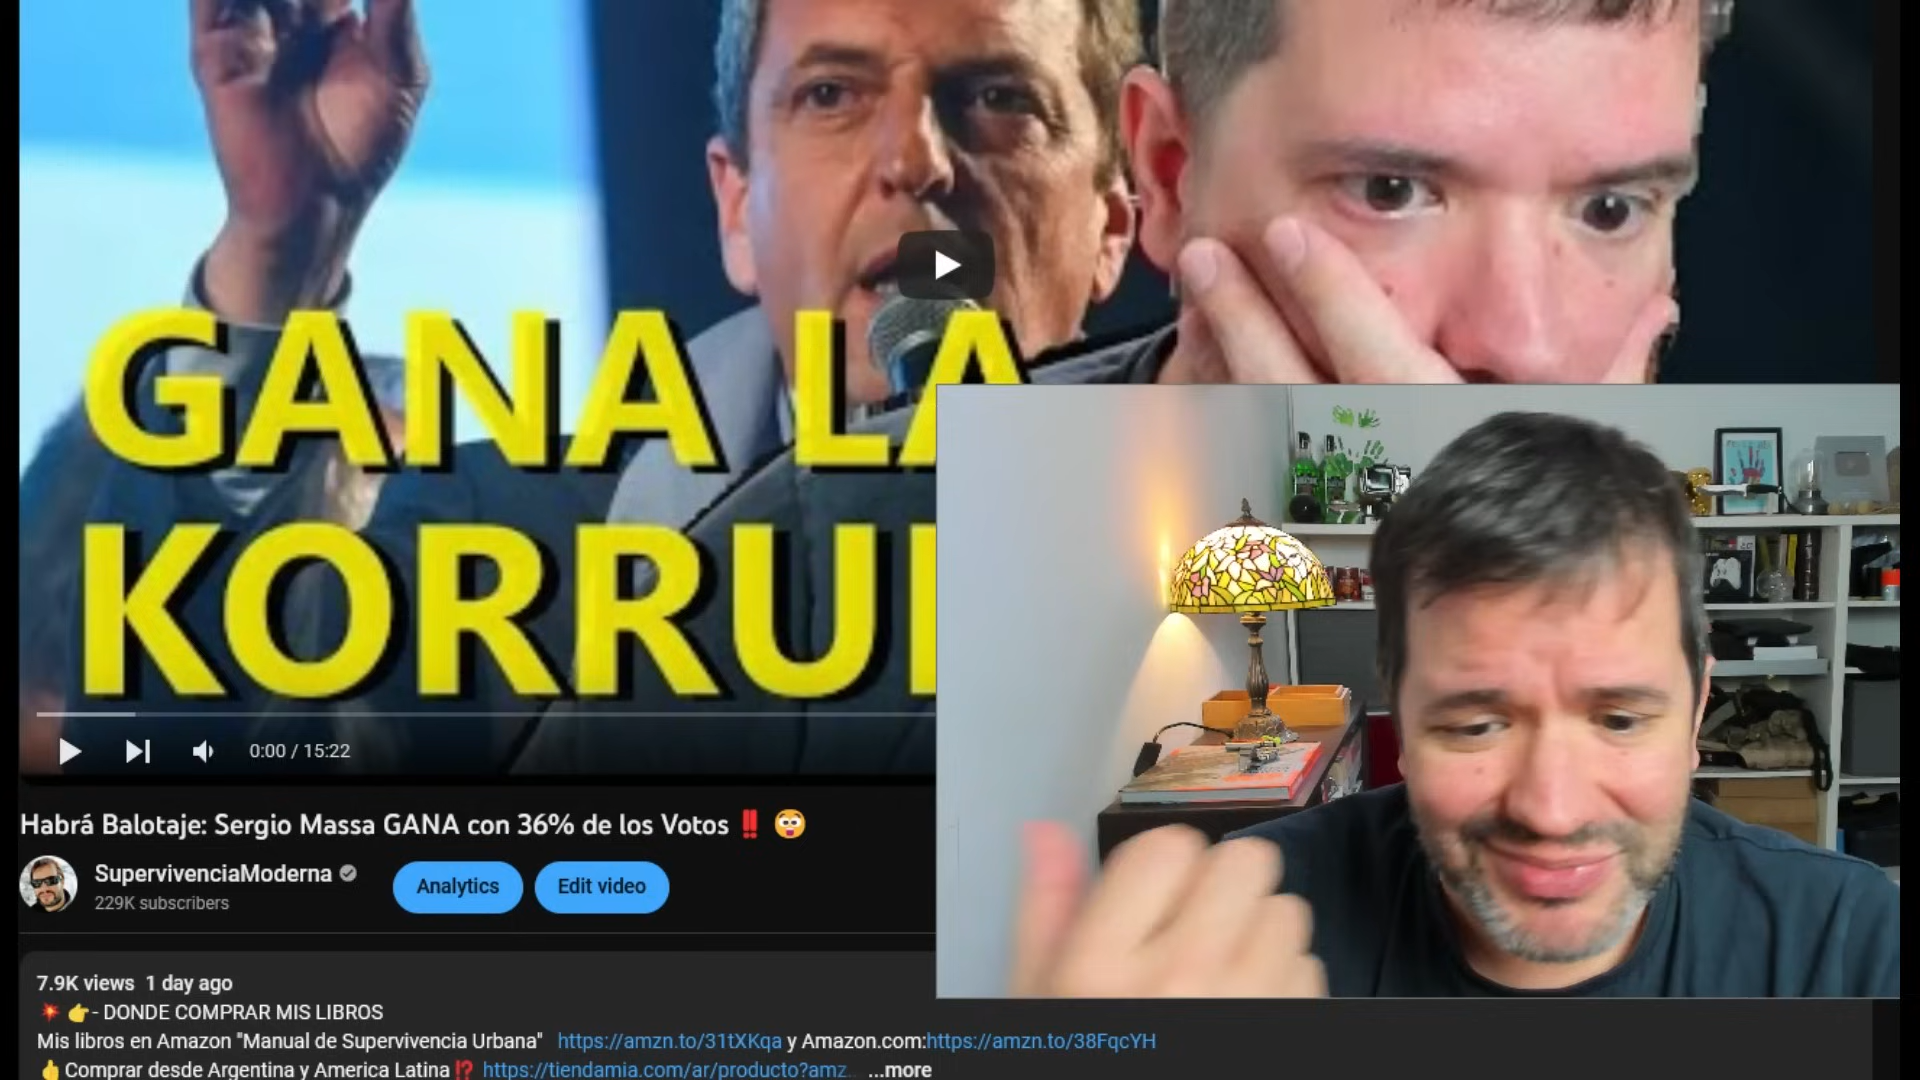 GANA LA
KORRU
0:00 / 15:22
Habrá Balotaje: Sergio Massa GANA con 36% de los Votos ‼️ 😳
SupervivenciaModerna
229K subscribers
Analytics
Edit video
7.9K views 1 day ago
💥 👉- DONDE COMPRAR MIS LIBROS
Mis libros en Amazon "Manual de Supervivencia Urbana" https://amzn.to/31tXKqa y Amazon.com:https://amzn.to/38FqcYH
👍Comprar desde Argentina y America Latina ⁉️ https://tiendamia.com/ar/producto?amz... ...more